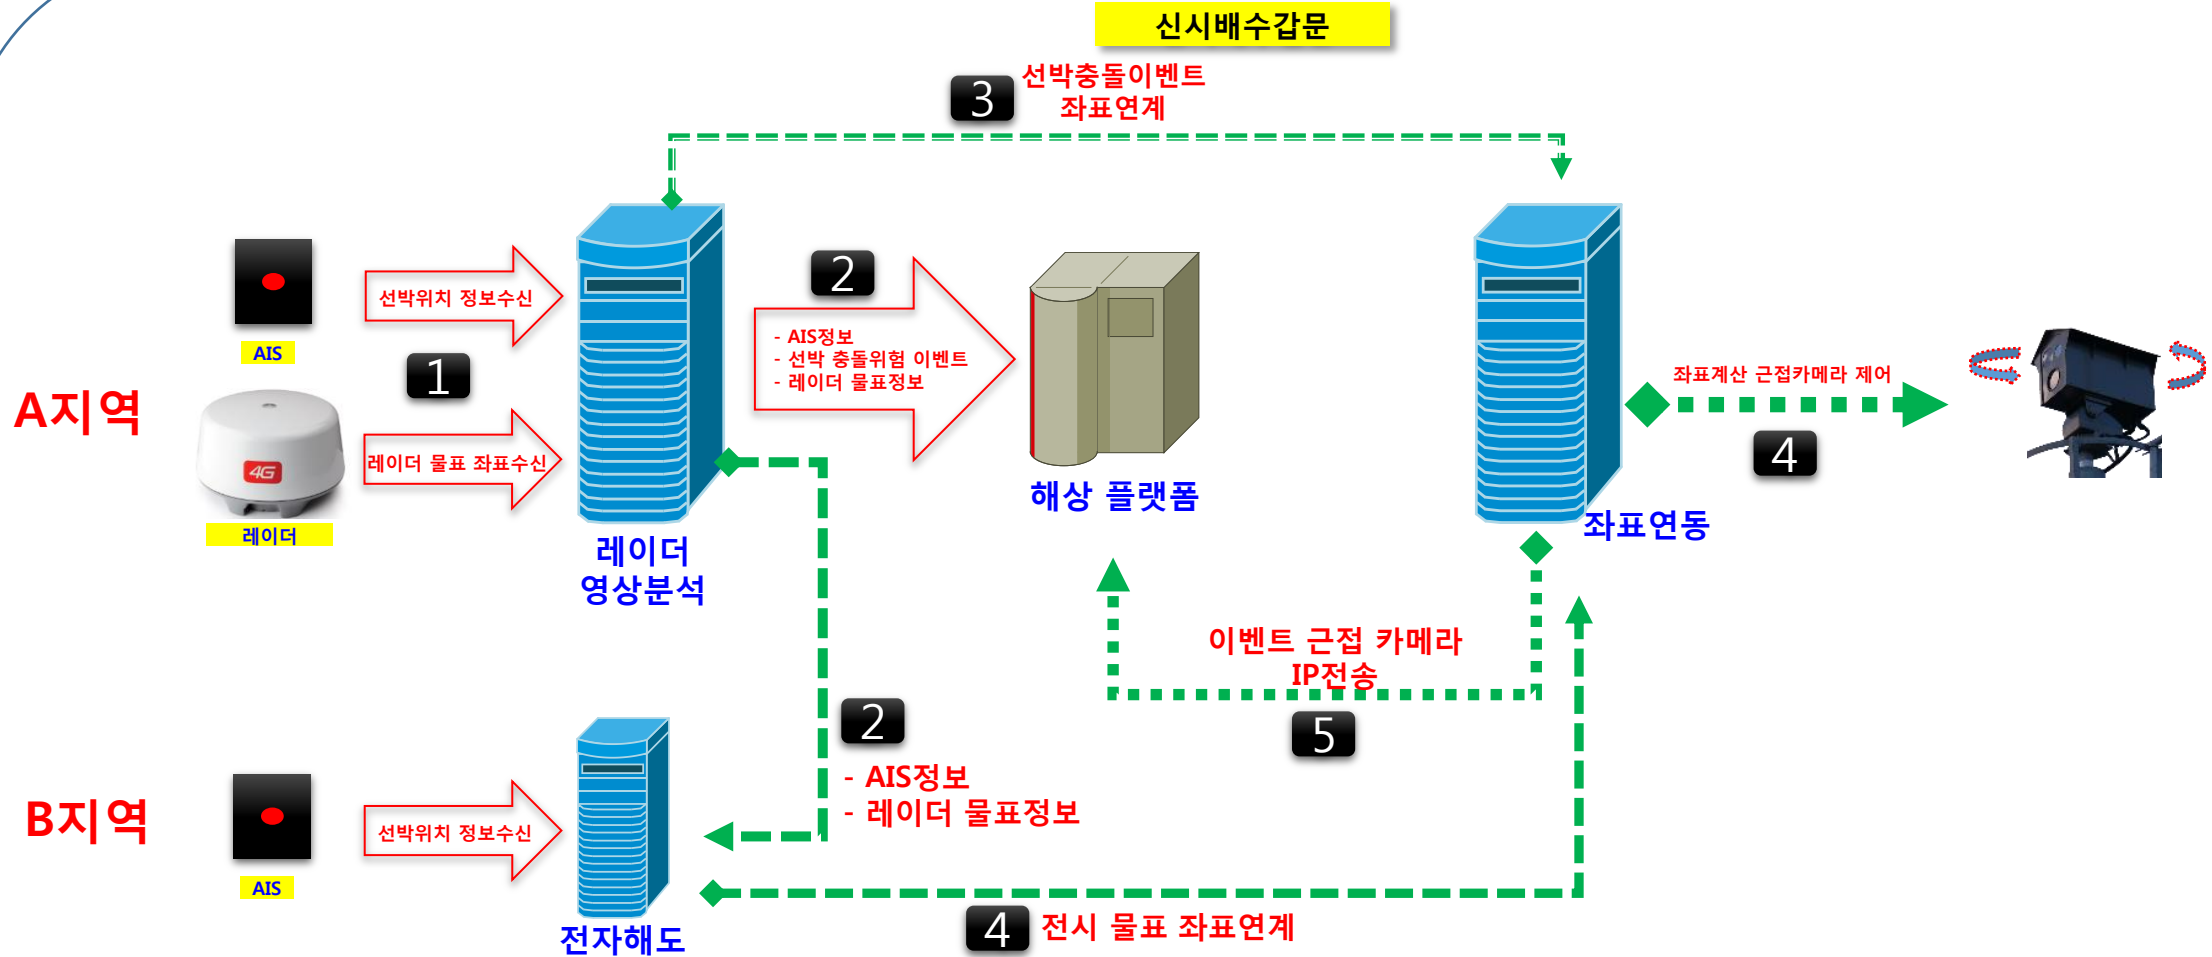 신시배수갑문
3
선박충돌이벤트
좌표연계
선박위치 정보수신
AIS
1
A지역
4G
레이더 물표 좌표수신
레이더
레이더
영상분석
2
- AIS정보
- 선박 충돌위험 이벤트
- 레이더 물표정보
해상 플랫폼
좌표연동
좌표계산 근접카메라 제어
4
이벤트 근접 카메라
IP전송
5
2
- AIS정보
- 레이더 물표정보
B지역
선박위치 정보수신
AIS
전자해도
4
전시 물표 좌표연계